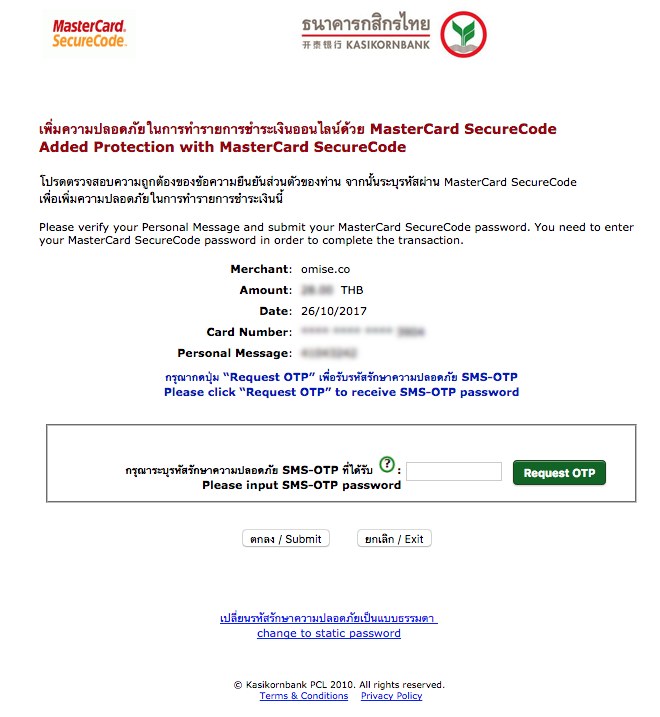 MasterCard.
SecureCode.
ธนาคารกสิกรไทย
开泰银行 KASIKORNBANK
เพิ่มความปลอดภัยในการทำรายการชำระเงินออนไลน์ด้วย MasterCard SecureCode
Added Protection with MasterCard SecureCode
โปรดตรวจสอบความถูกต้องของข้อความยืนยันส่วนตัวของท่าน จากนั้นระบุรหัสผ่าน MasterCard SecureCode
เพื่อเพิ่มความปลอดภัยในการทำรายการชำระเงินนี้
Please verify your Personal Message and submit your MasterCard SecureCode password. You need to enter
your MasterCard SecureCode password in order to complete the transaction.
Merchant: omise.co
Amount: THB
Date: 26/10/2017
Card Number:
Personal Message:
กรุณากดปุ่ม “Request OTP” เพื่อรับรหัสรักษาความปลอดภัย SMS-OTP
Please click “Request OTP” to receive SMS-OTP password
กรุณาระบุรหัสรักษาความปลอดภัย SMS-OTP ที่ได้รับ ? :
Please input SMS-OTP password
Request OTP
ตกลง / Submit
ยกเลิก / Exit
เปลี่ยนรหัสรักษาความปลอดภัยเป็นแบบธรรมดา
change to static password
© Kasikornbank PCL 2010. All rights reserved.
Terms & Conditions Privacy Policy